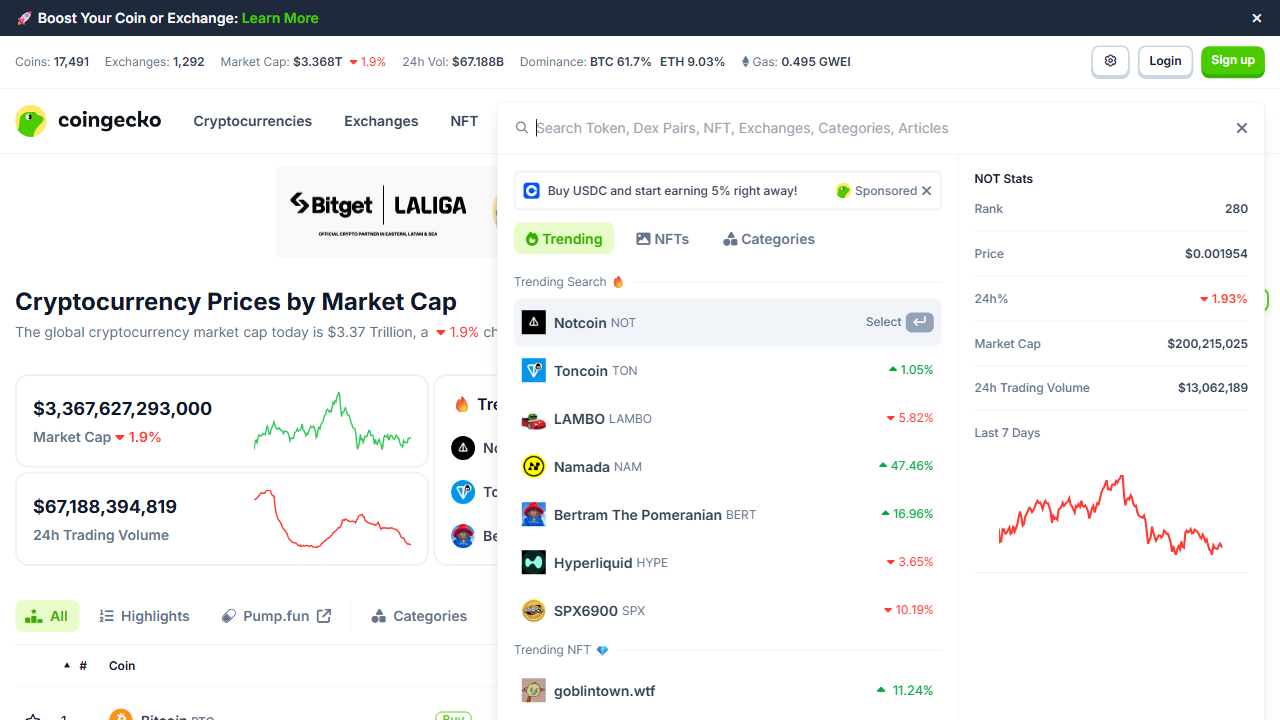 🚀 Boost Your Coin or Exchange: Learn More
Coins: 17,491 Exchanges: 1,292 Market Cap: $3.368T 1.9% 24h Vol: $67.188B Dominance: BTC 61.7% ETH 9.03% Gas: 0.495 GWEI
Login
Sign up
coingecko
Cryptocurrencies Exchanges NFT
Search Token, Dex Pairs, NFT, Exchanges, Categories, Articles
Bitget LALIGA
OFFICIAL CRYPTO PARTNER IN EASTERN, LATAM & SEA
Cryptocurrency Prices by Market Cap
The global cryptocurrency market cap today is $3.37 Trillion, a 1.9% ch
$3,367,627,293,000
Market Cap 1.9%
$67,188,394,819
24h Trading Volume
Tre
No
To
Be
All Highlights Pump.fun Categories
# Coin
1 Bitcoin BTC Buy
Buy USDC and start earning 5% right away! Sponsored
Trending NFTs Categories
Trending Search
Notcoin NOT Select
Toncoin TON 1.05%
LAMBO LAMBO 5.82%
Namada NAM 47.46%
Bertram The Pomeranian BERT 16.96%
Hyperliquid HYPE 3.65%
SPX6900 SPX 10.19%
Trending NFT
goblintown.wtf 11.24%
NOT Stats
Rank 280
Price $0.001954
24h% 1.93%
Market Cap $200,215,025
24h Trading Volume $13,062,189
Last 7 Days